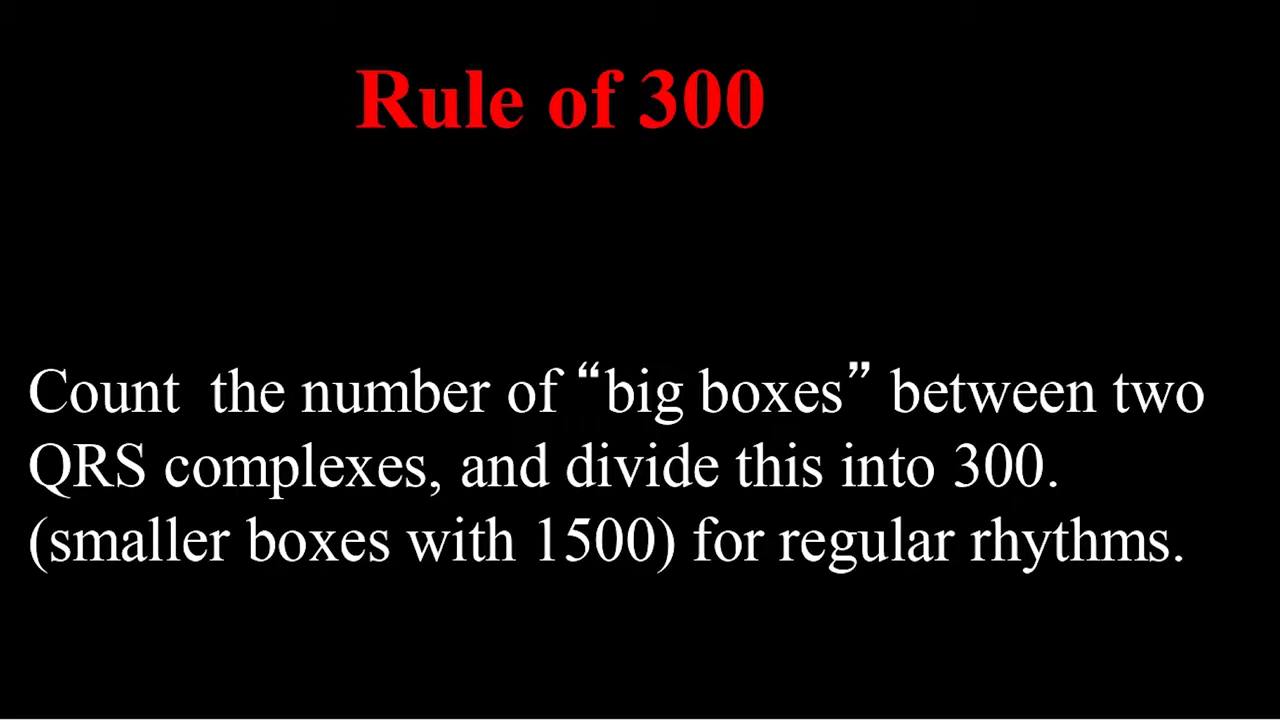 Rule of 300
Count  the number of “big boxes” between two
QRS complexes, and divide this into 300.
(smaller boxes with 1500) for regular rhythms.